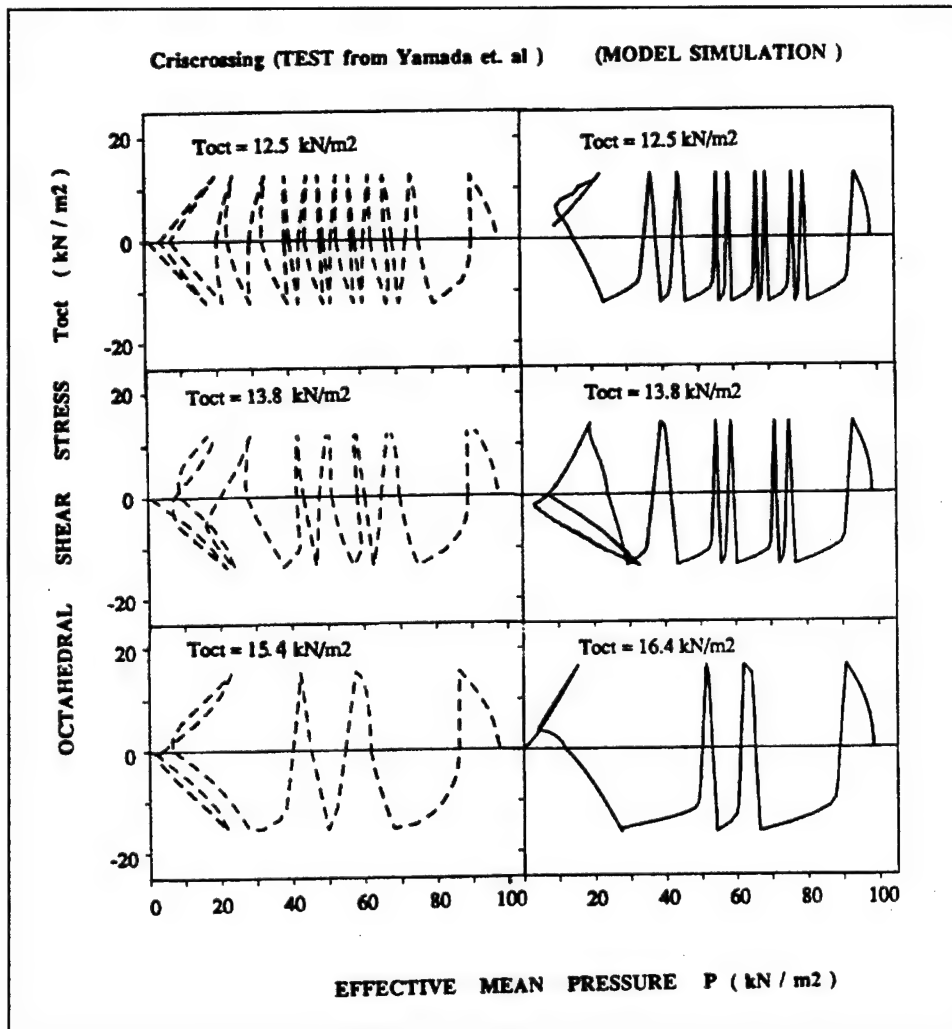 Criscrossing (TEST from Yamada et. al ) (MODEL SIMULATION )
OCTAHEDRAL SHEAR STRESS Toct ( kN / m2 )
Toct = 12.5 kN/m2
Toct = 12.5 kN/m2
20
0
-20
Toct = 13.8 kN/m2
Toct = 13.8 kN/m2
20
0
-20
Toct = 15.4 kN/m2
Toct = 16.4 kN/m2
20
0
-20
0 20 40 60 80 100 20 40 60 80 100
EFFECTIVE MEAN PRESSURE P ( kN / m2 )